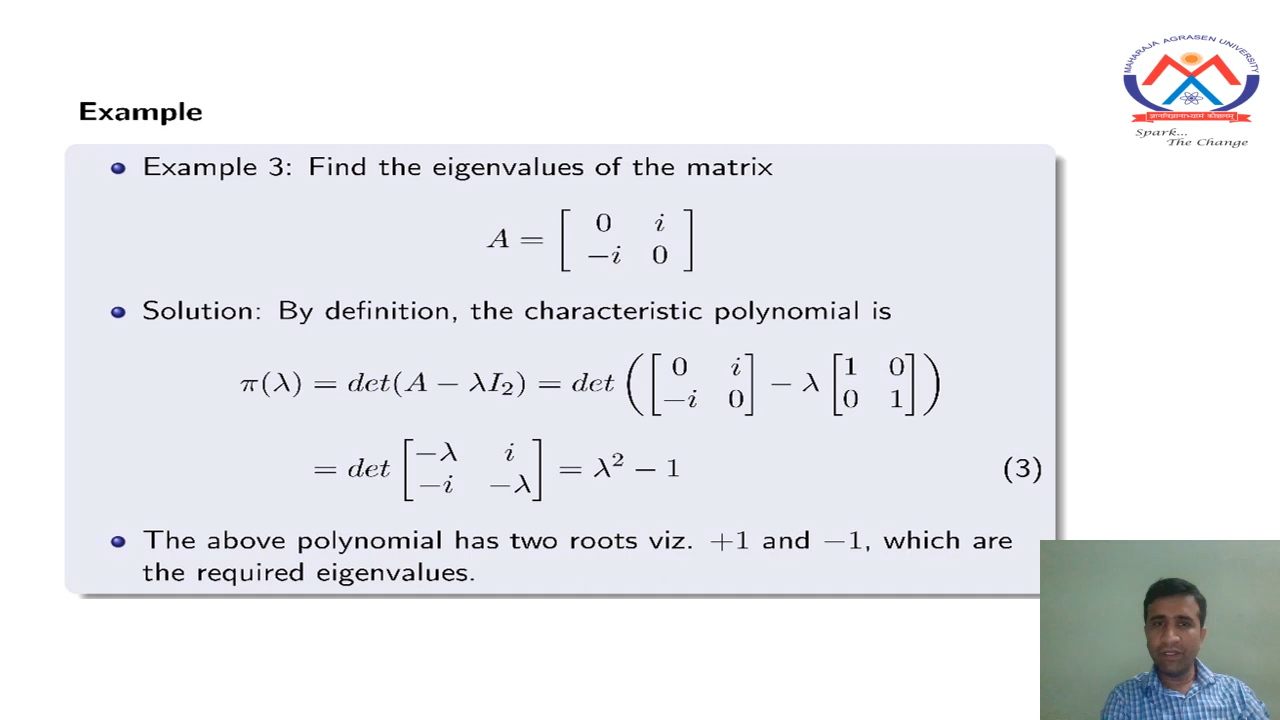 MAHARAJA AGRASEN UNIVERSITY
ज्ञानविज्ञानाभ्यामं कौशलम्
Spark...
The Change
Example
Example 3: Find the eigenvalues of the matrix
A = [ 0 i
−i 0 ]
Solution: By definition, the characteristic polynomial is
π(λ) = det(A − λI₂) = det ( [ 0 i
−i 0 ] − λ [ 1 0
0 1 ] )
= det [ −λ i
−i −λ ] = λ² − 1 (3)
The above polynomial has two roots viz. +1 and −1, which are
the required eigenvalues.